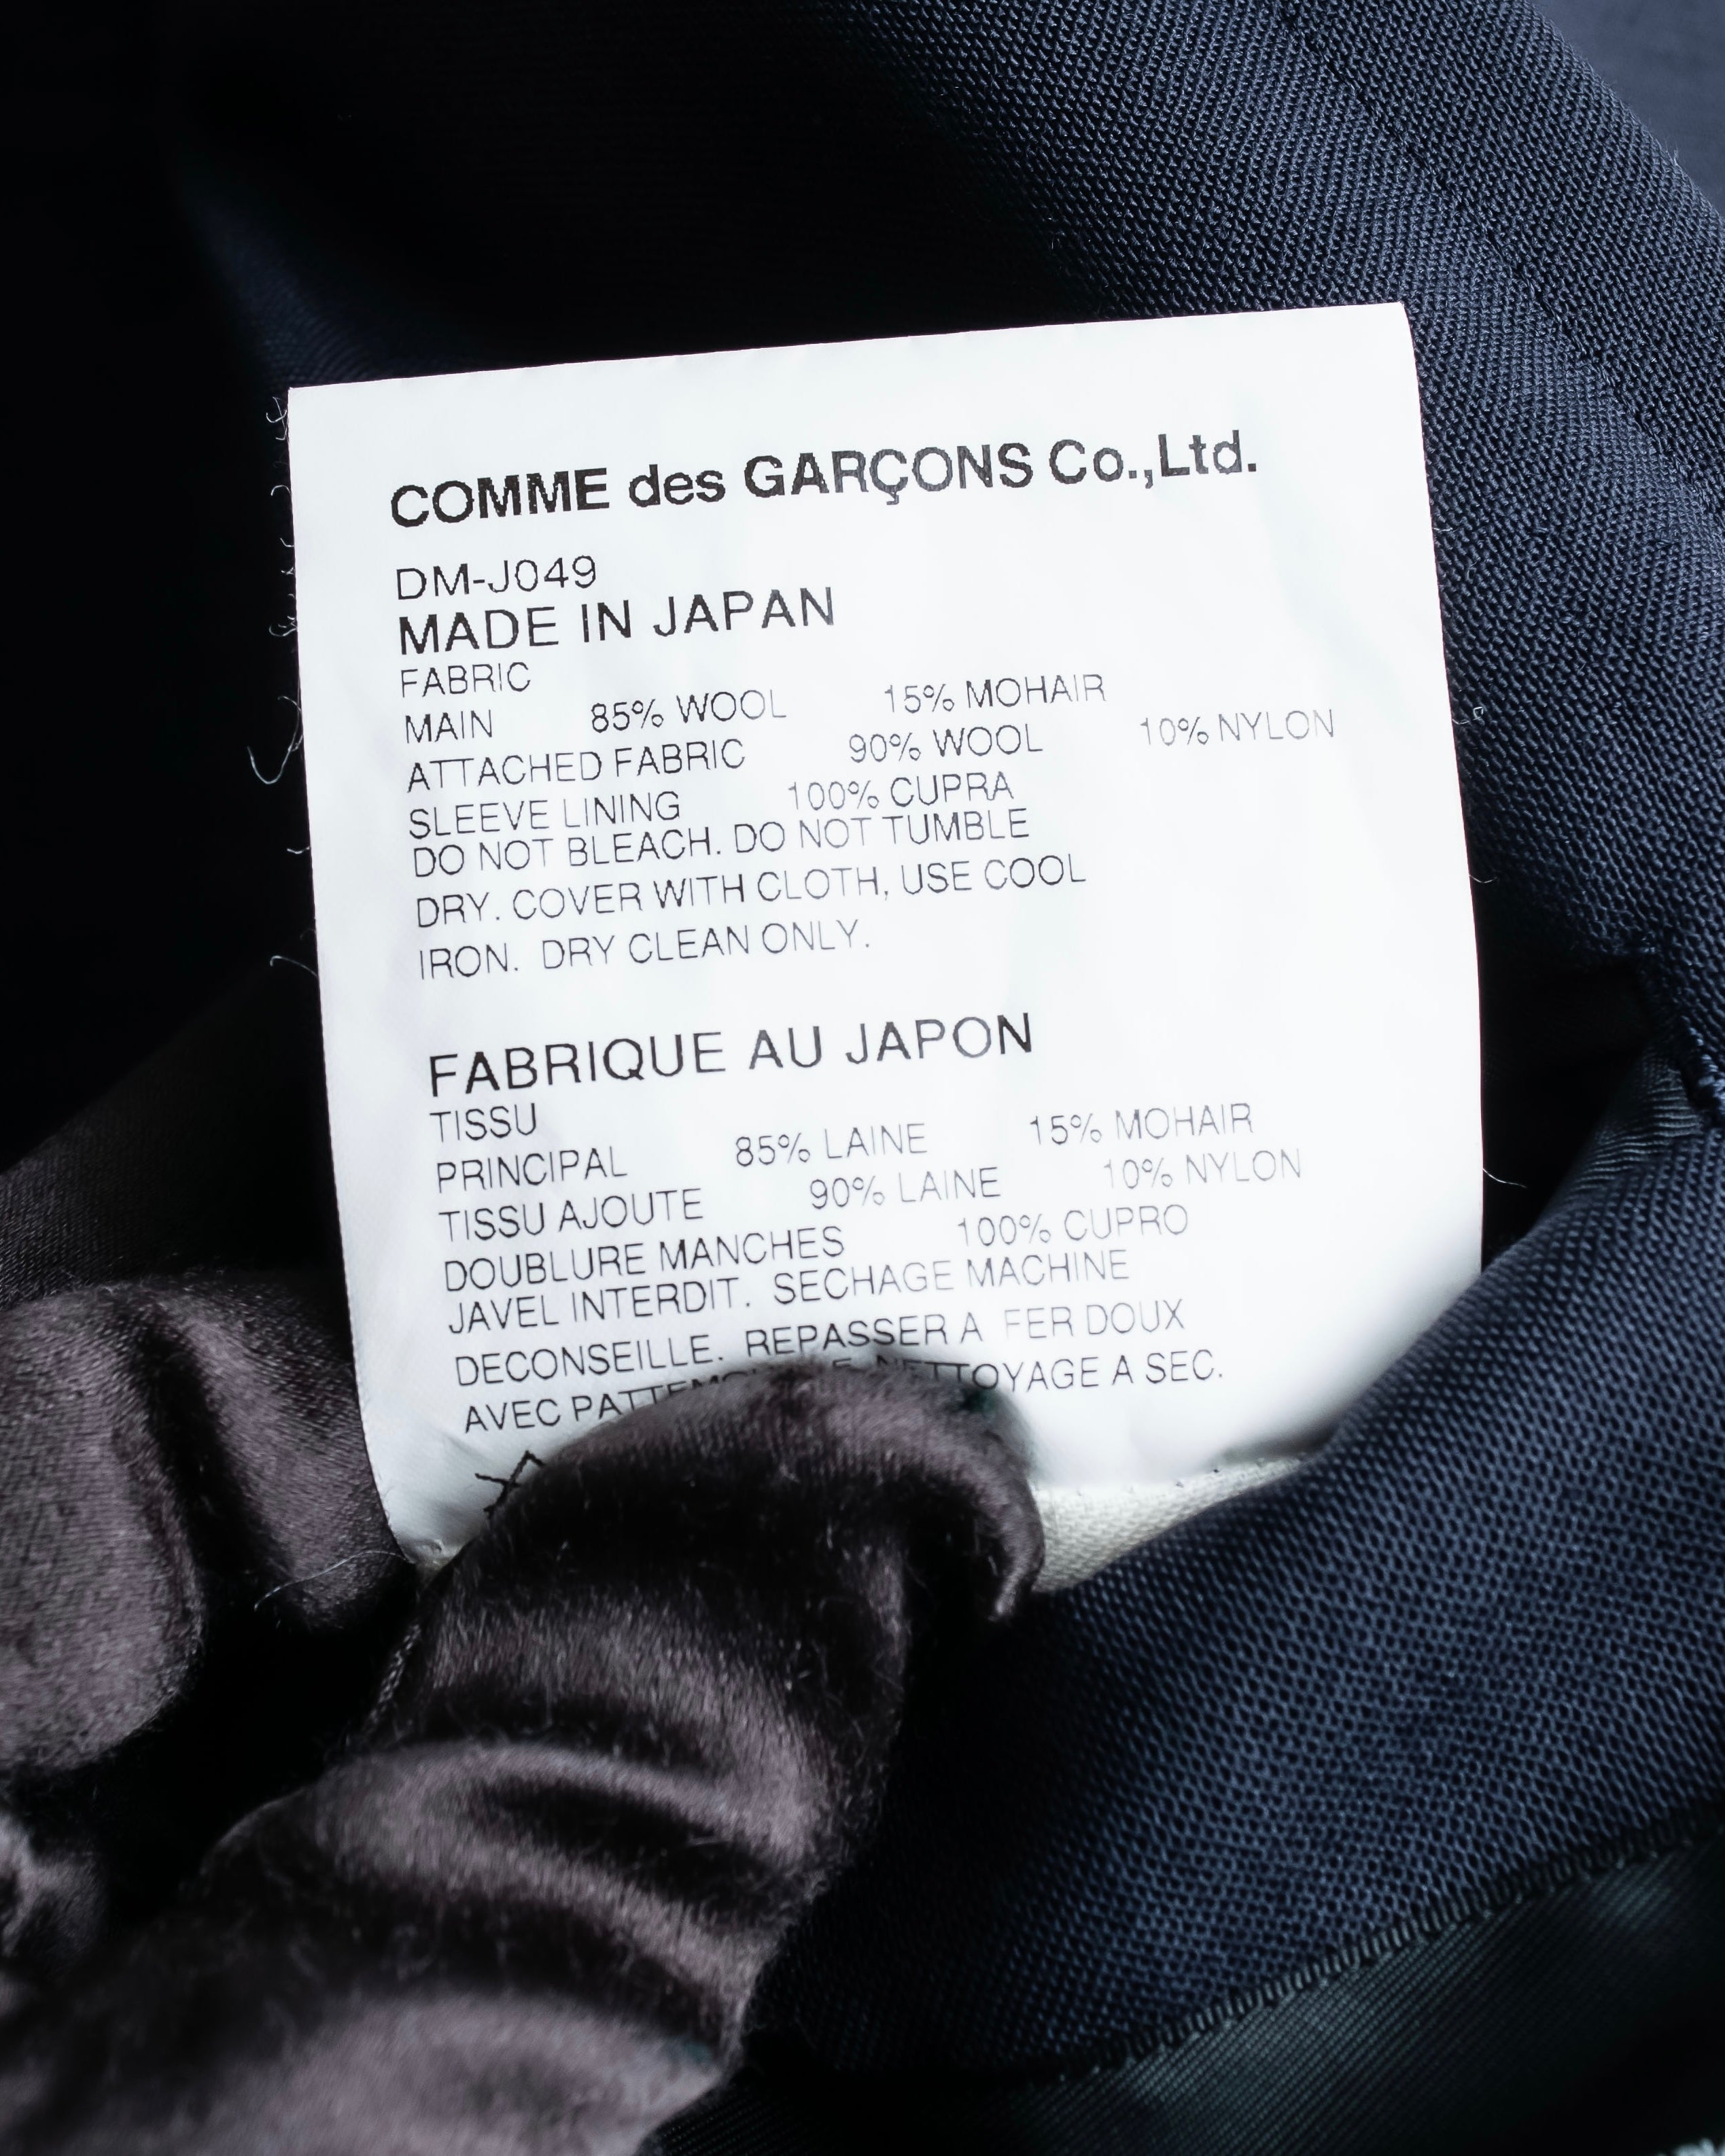 COMME des GARÇONS Co.,Ltd.
DM-J049
MADE IN JAPAN
FABRIC
MAIN 85% WOOL 15% MOHAIR
ATTACHED FABRIC 90% WOOL 10% NYLON
SLEEVE LINING 100% CUPRA
DO NOT BLEACH. DO NOT TUMBLE
DRY. COVER WITH CLOTH, USE COOL
IRON. DRY CLEAN ONLY.
FABRIQUE AU JAPON
TISSU
PRINCIPAL 85% LAINE 15% MOHAIR
TISSU AJOUTE 90% LAINE 10% NYLON
DOUBLURE MANCHES 100% CUPRO
JAVEL INTERDIT. SECHAGE MACHINE
DECONSEILLE. REPASSER A FER DOUX
AVEC NETTOYAGE A SEC.